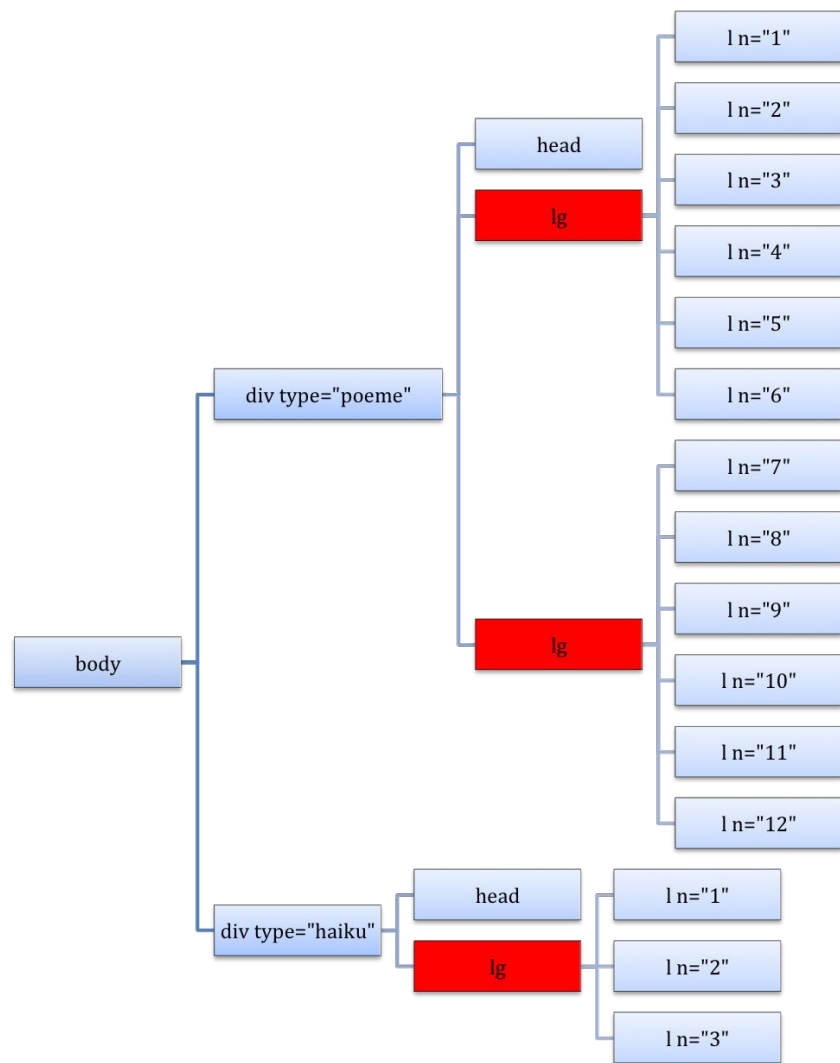 l n="1"
l n="2"
head
l n="3"
lg
l n="4"
l n="5"
div type="poeme"
l n="6"
l n="7"
l n="8"
l n="9"
lg
body
l n="10"
l n="11"
l n="12"
head
l n="1"
div type="haiku"
lg
l n="2"
l n="3"